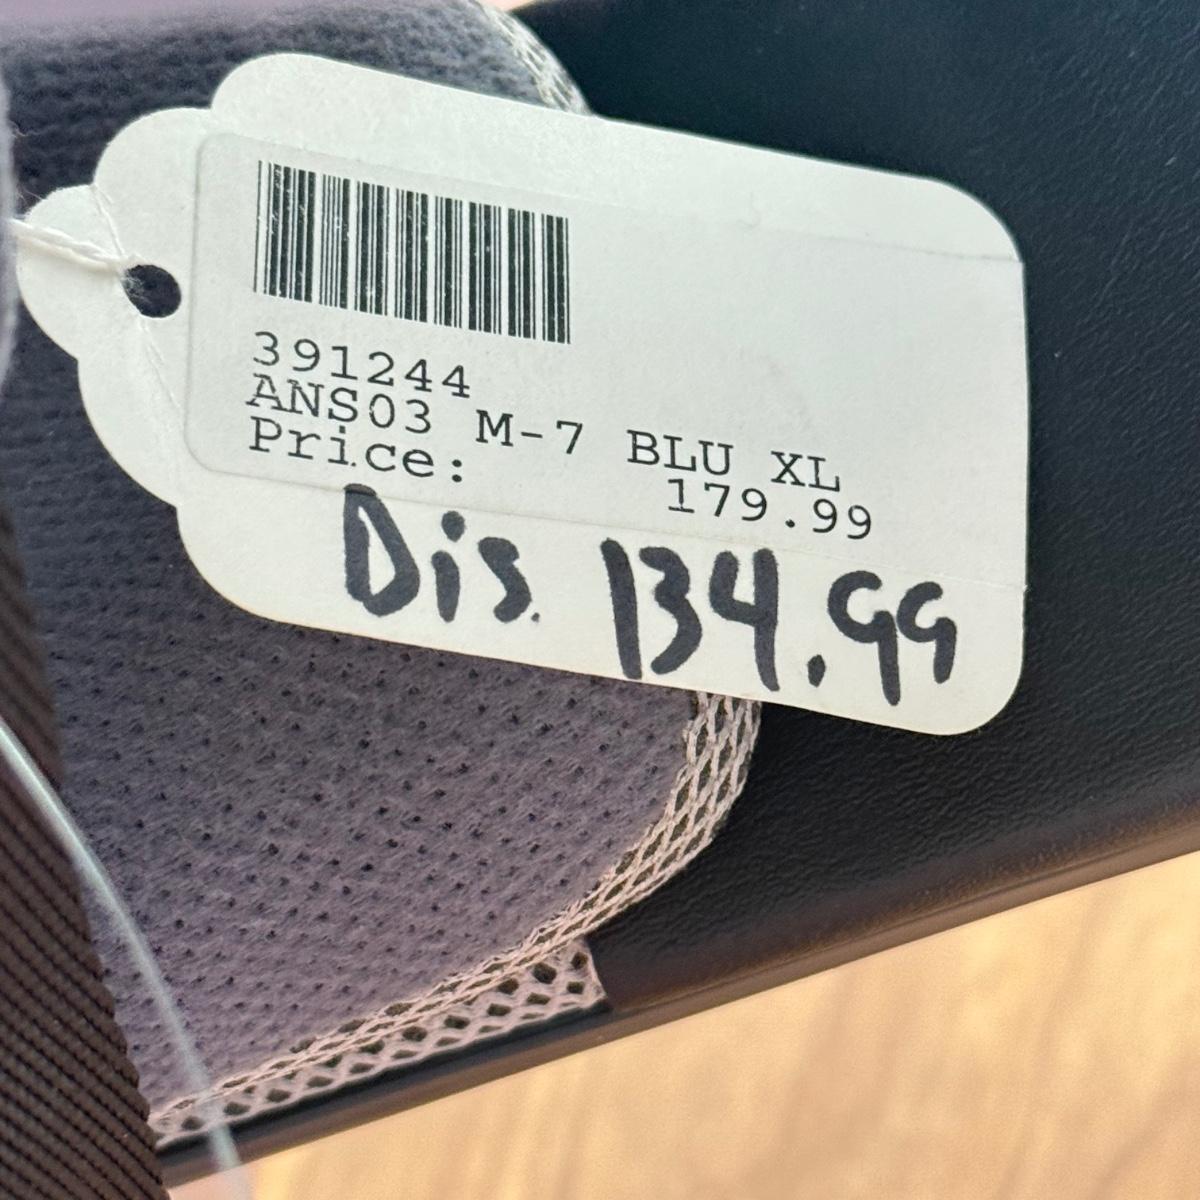 391244
ANS03 M-7 BLU XL
Price: 179.99
Dis. 134.99